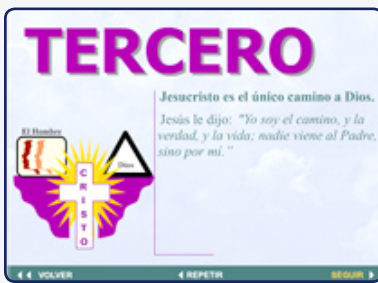 TERCERO
Jesucristo es el único camino a Dios.
Jesús le dijo: "Yo soy el camino, y la
verdad, y la vida; nadie viene al Padre,
sino por mí."
El Hombre
Dios
CRISTO
VOLVER
REPETIR
SEGUIR